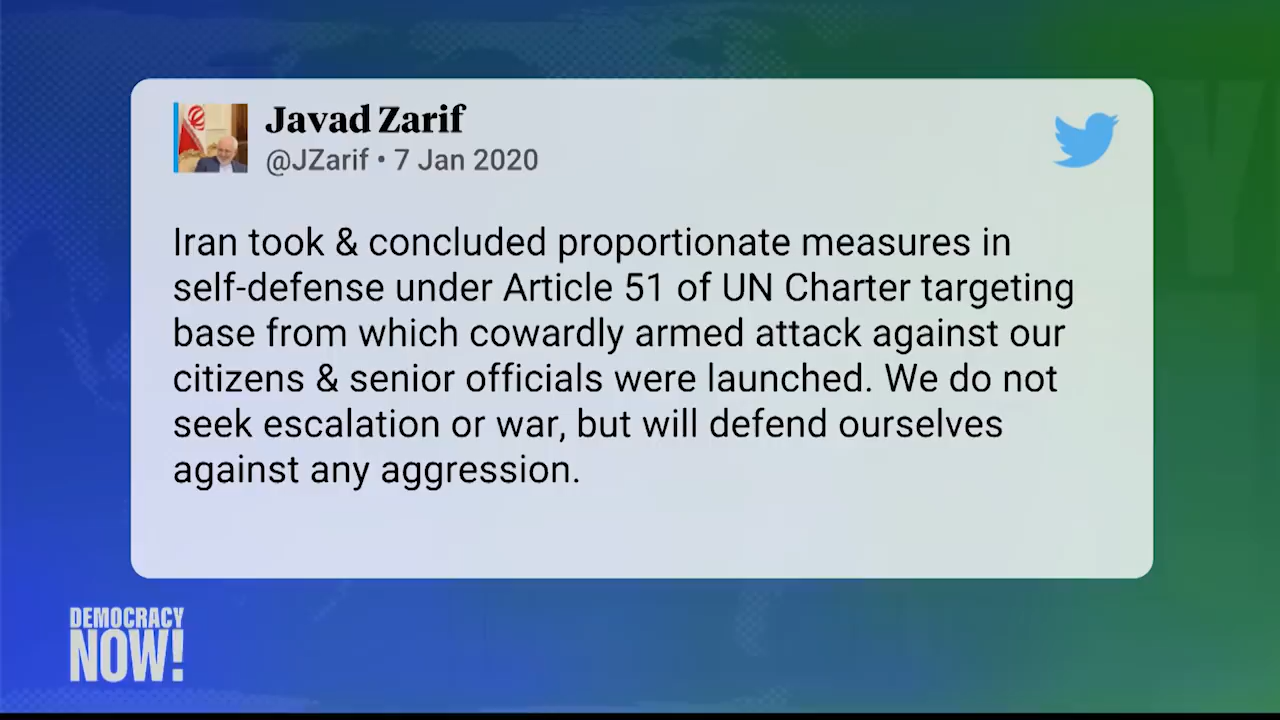 Javad Zarif
@JZarif • 7 Jan 2020
Iran took & concluded proportionate measures in
self-defense under Article 51 of UN Charter targeting
base from which cowardly armed attack against our
citizens & senior officials were launched. We do not
seek escalation or war, but will defend ourselves
against any aggression.
DEMOCRACY
NOW!